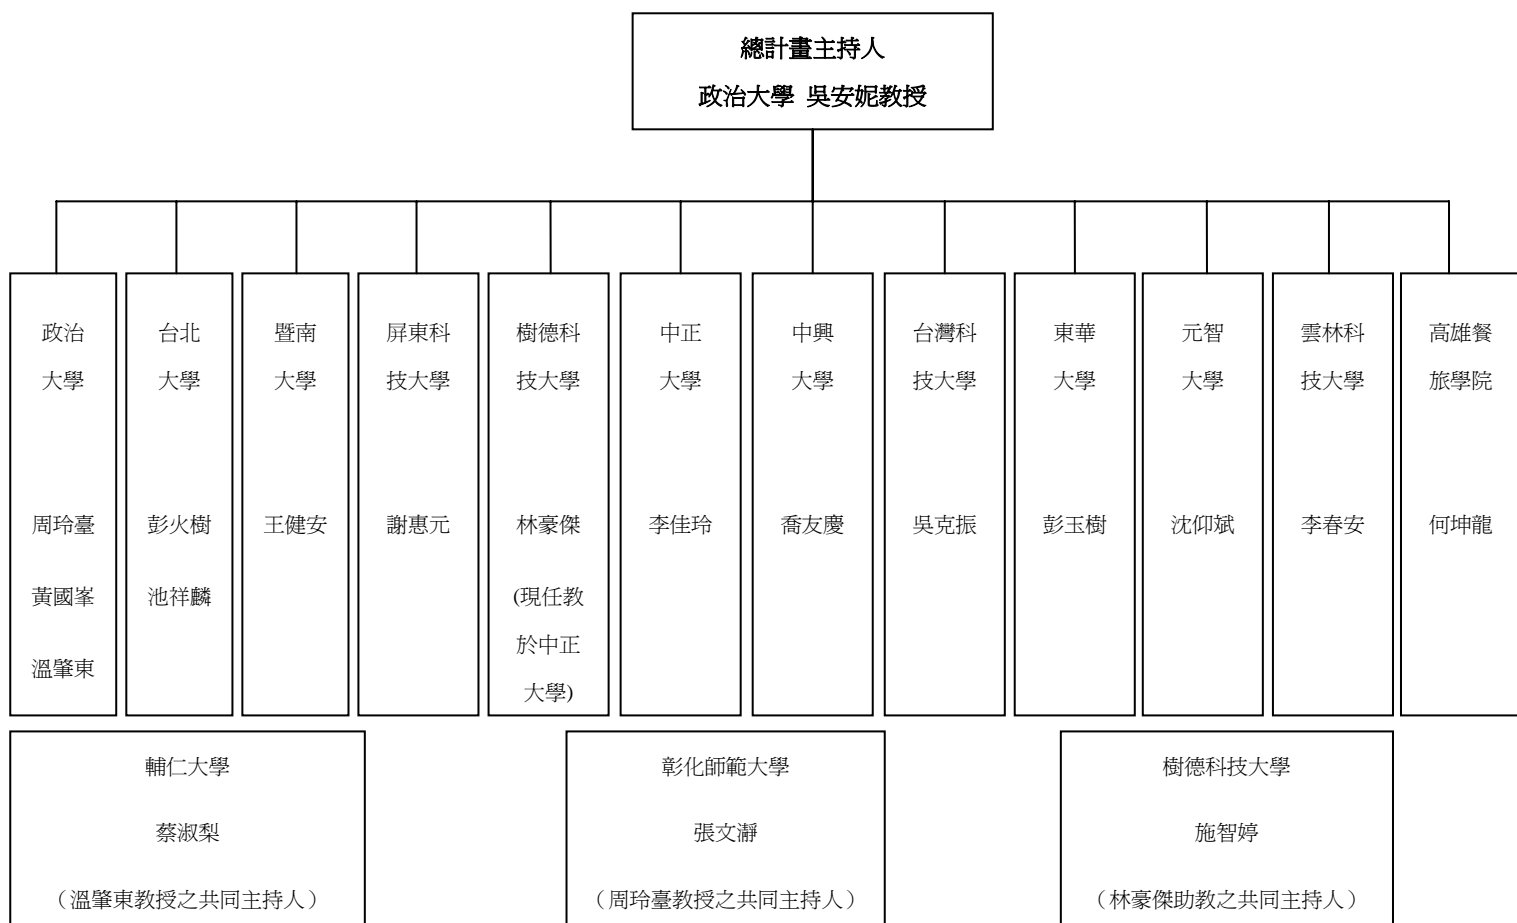 總計畫主持人
政治大學 吳安妮教授
政治
大學
周玲臺
黃國峯
溫肇東
台北
大學
彭火樹
池祥麟
暨南
大學
王健安
屏東科
技大學
謝惠元
樹德科
技大學
林豪傑
(現任教
於中正
大學)
中正
大學
李佳玲
中興
大學
喬友慶
台灣科
技大學
吳克振
東華
大學
彭玉樹
元智
大學
沈仰斌
雲林科
技大學
李春安
高雄餐
旅學院
何坤龍
輔仁大學
蔡淑梨
（溫肇東教授之共同主持人）
彰化師範大學
張文瀞
（周玲臺教授之共同主持人）
樹德科技大學
施智婷
（林豪傑助教之共同主持人）